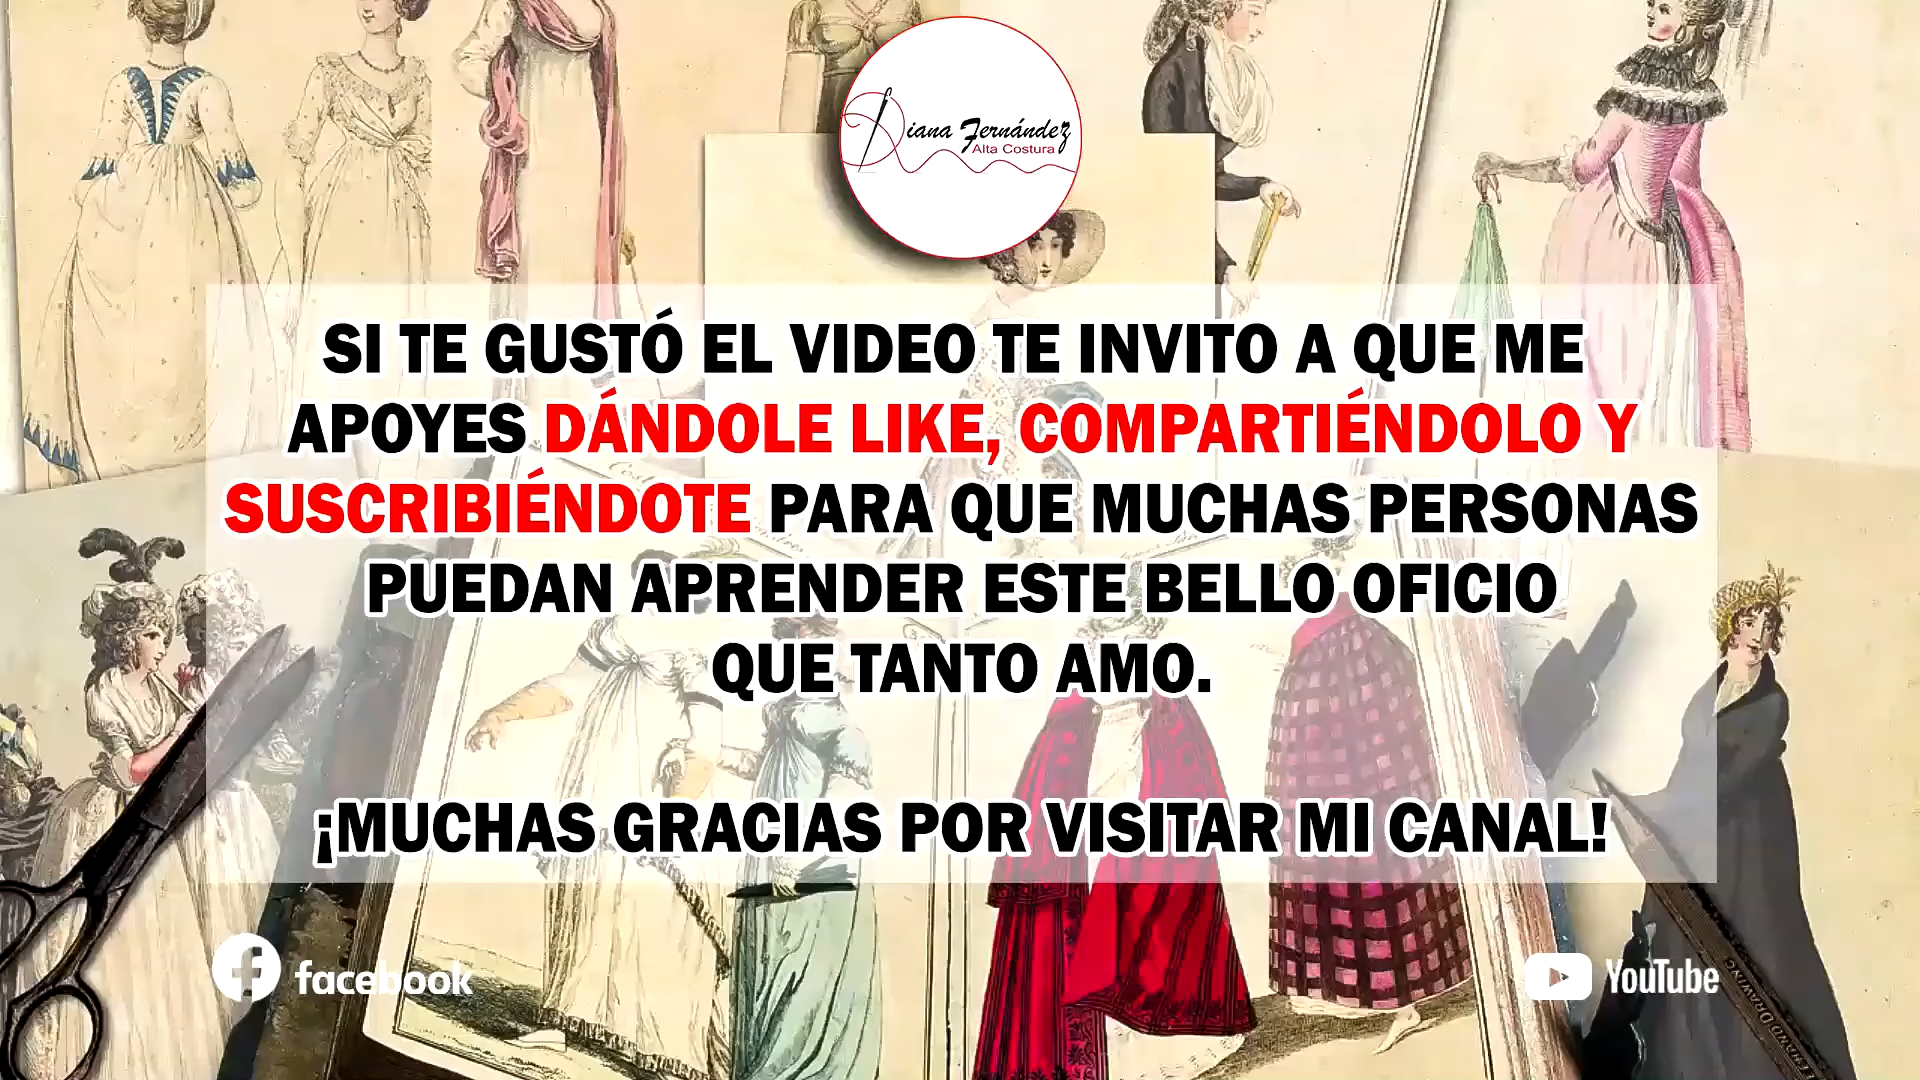 Diana Fernández
Alta Costura
SI TE GUSTÓ EL VIDEO TE INVITO A QUE ME
APOYES DÁNDOLE LIKE, COMPARTIÉNDOLO Y
SUSCRIBIÉNDOTE PARA QUE MUCHAS PERSONAS
PUEDAN APRENDER ESTE BELLO OFICIO
QUE TANTO AMO.
¡MUCHAS GRACIAS POR VISITAR MI CANAL!
facebook
YouTube